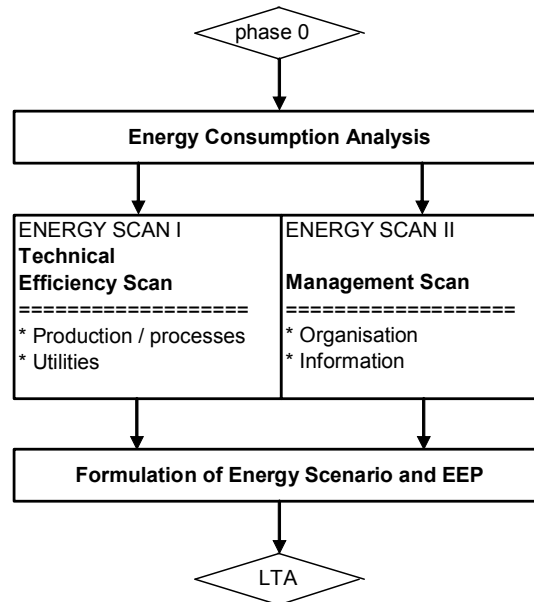 phase 0
Energy Consumption Analysis
ENERGY SCAN I
Technical
Efficiency Scan
===================
* Production / processes
* Utilities
ENERGY SCAN II
Management Scan
===================
* Organisation
* Information
Formulation of Energy Scenario and EEP
LTA